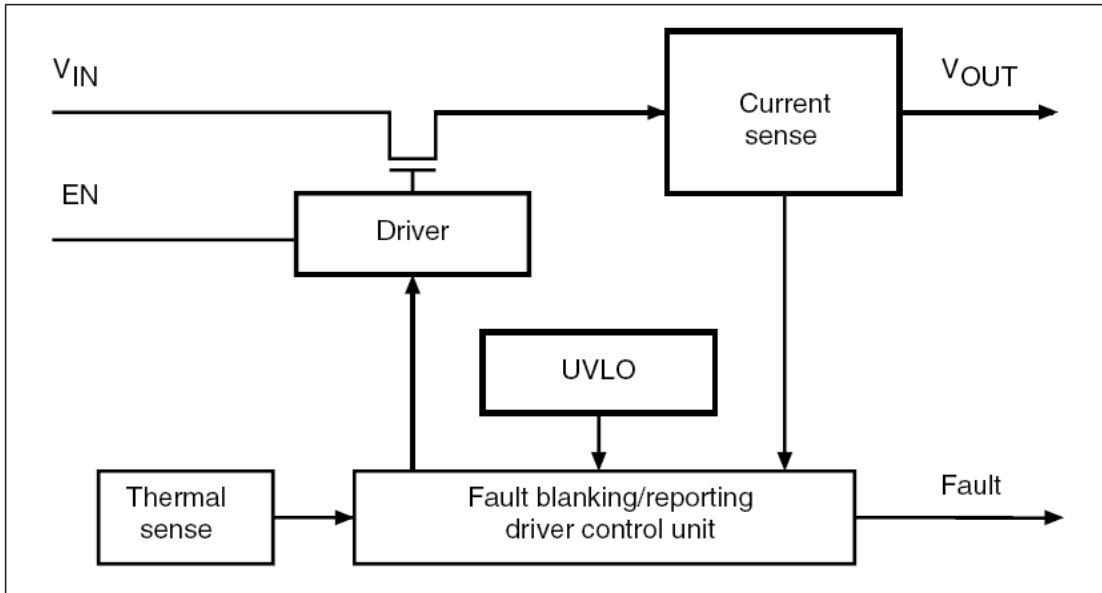 VIN
VOUT
Current
sense
EN
Driver
UVLO
Thermal
sense
Fault blanking/reporting
driver control unit
Fault